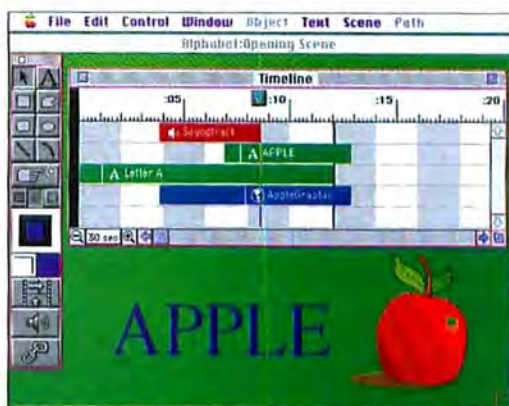 File Edit Control Window Object Text Scene Path
Alphabet:Opening Scene
Timeline
:05 :10 :15 :20
Soundtrack
A APPLE
A Letter A
AppleGraphic
30 sec
APPLE